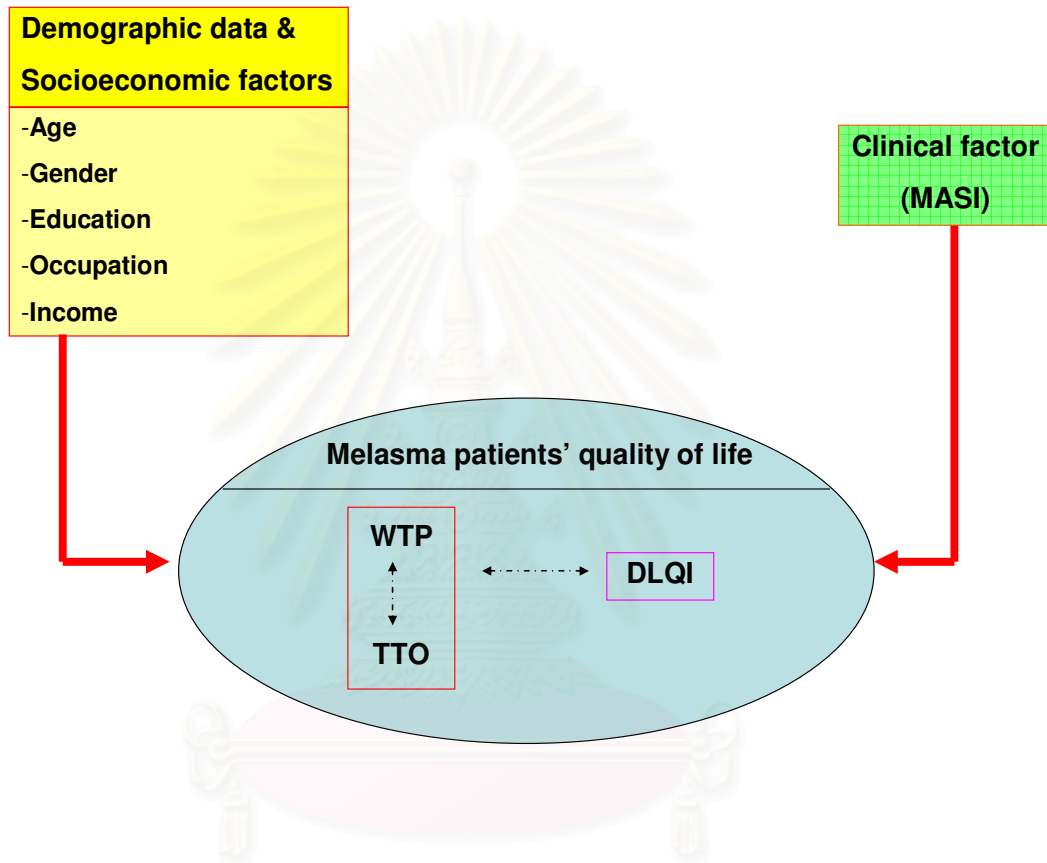 Demographic data &
Socioeconomic factors
-Age
-Gender
-Education
-Occupation
-Income
Clinical factor
(MASI)
Melasma patients’ quality of life
WTP
DLQI
TTO